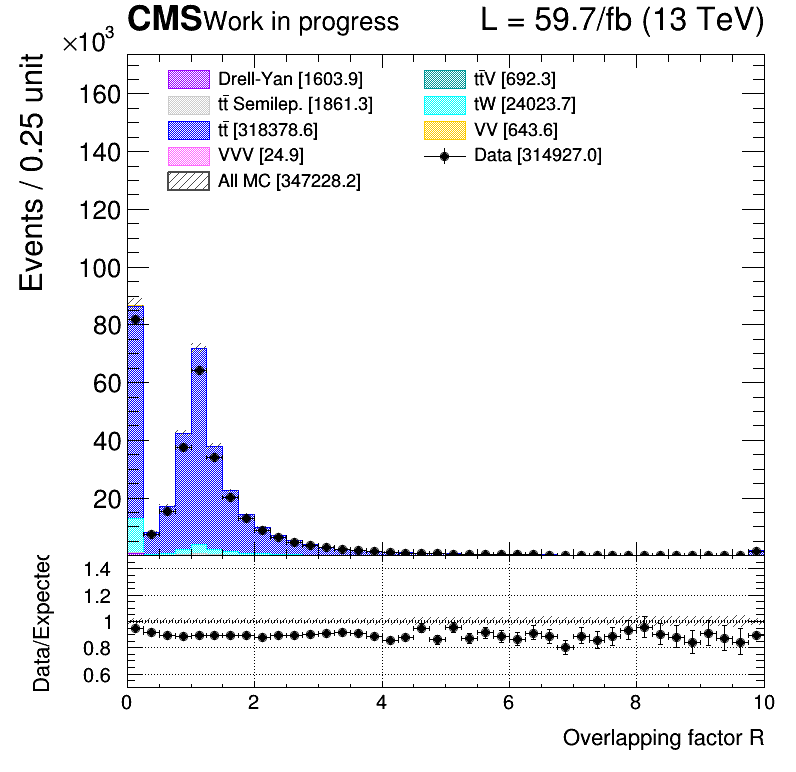 CMS Work in progress L = 59.7/fb (13 TeV)
×10³
Events / 0.25 unit
160
140
120
100
80
60
40
20
Drell-Yan [1603.9]
tt̄ Semilep. [1861.3]
tt̄ [318378.6]
VVV [24.9]
All MC [347228.2]
tt̄V [692.3]
tW [24023.7]
VV [643.6]
Data [314927.0]
Data/Expected
1.4
1.2
1
0.8
0.6
0 2 4 6 8 10
Overlapping factor R